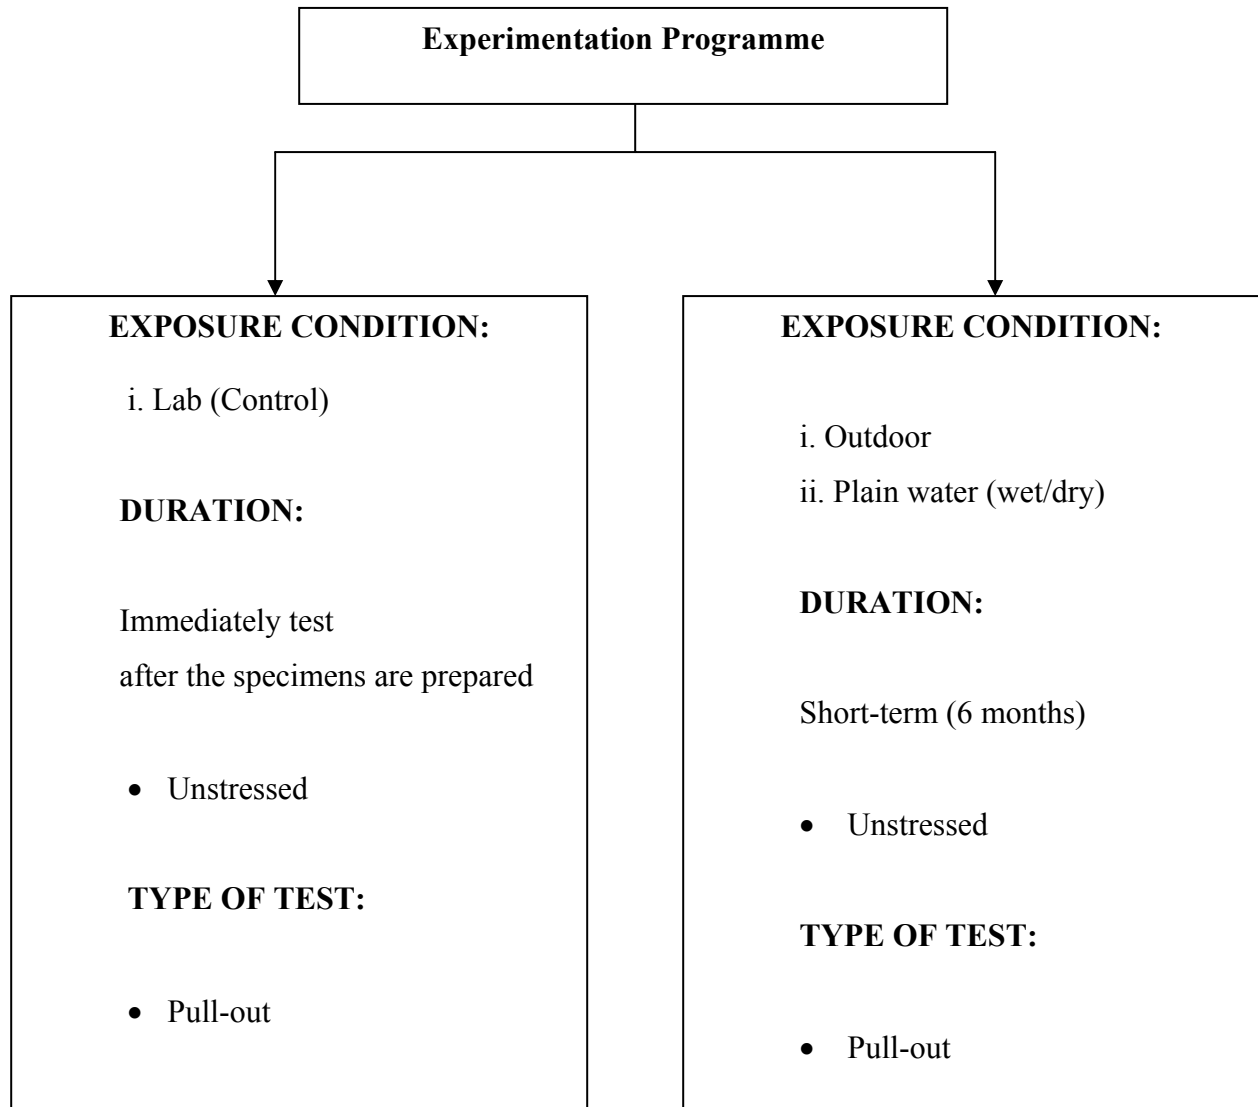 Experimentation Programme
EXPOSURE CONDITION:
i. Lab (Control)
DURATION:
Immediately test
after the specimens are prepared
• Unstressed
TYPE OF TEST:
• Pull-out
EXPOSURE CONDITION:
i. Outdoor
ii. Plain water (wet/dry)
DURATION:
Short-term (6 months)
• Unstressed
TYPE OF TEST:
• Pull-out